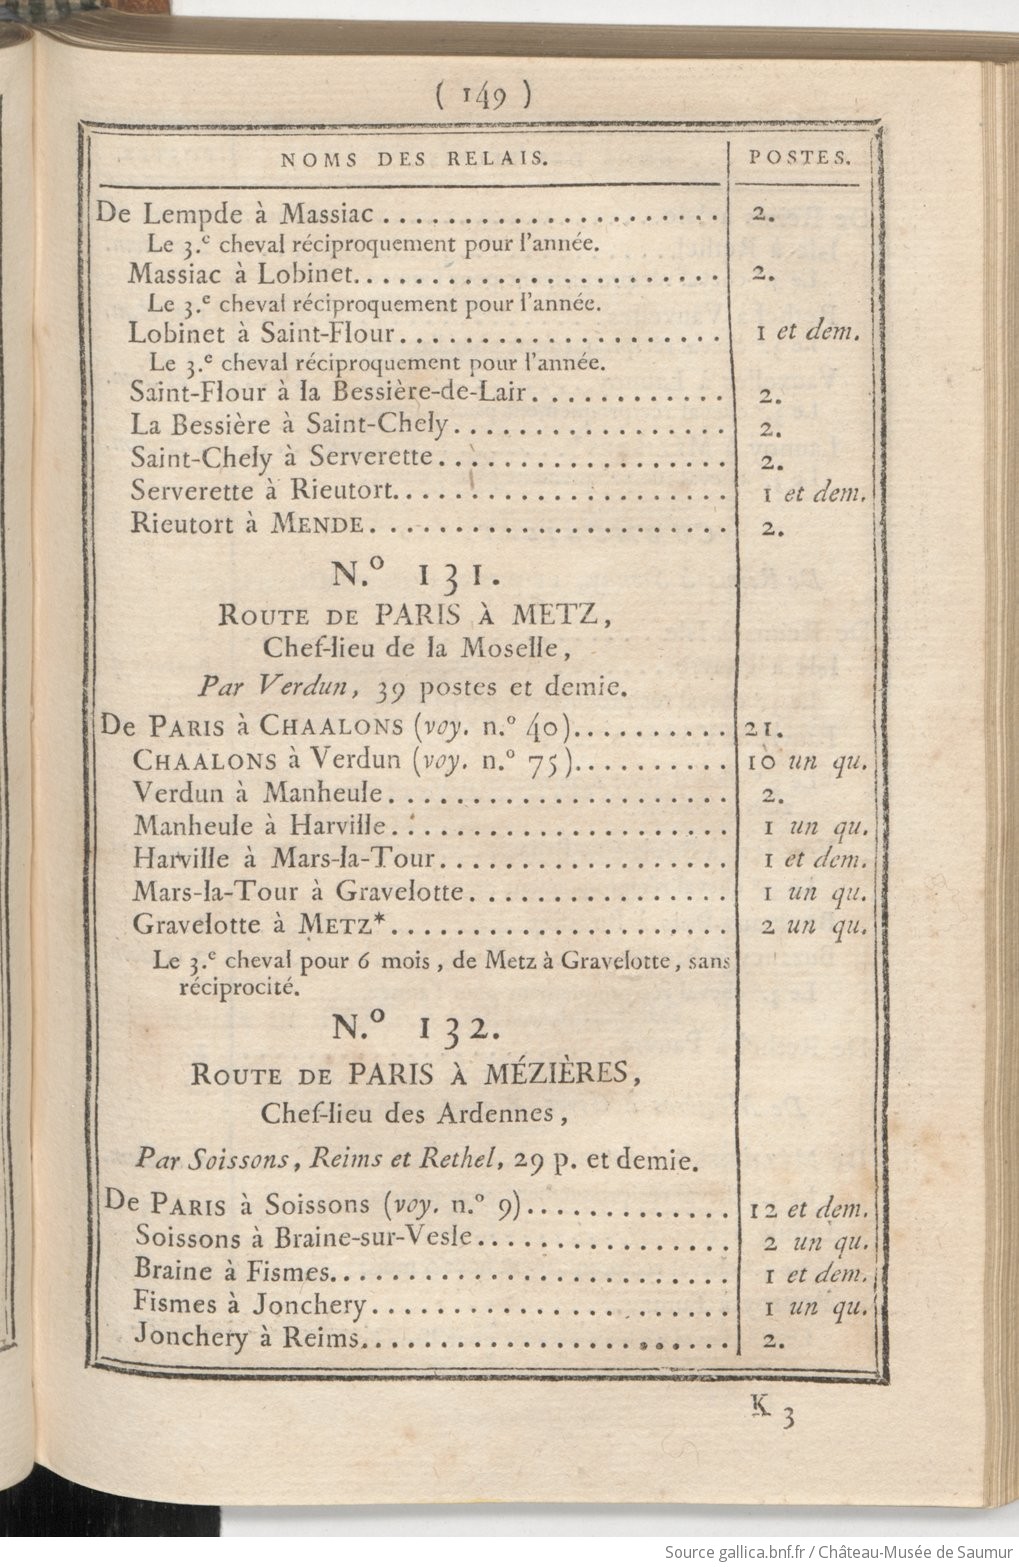 ( 149 )
NOMS DES RELAIS. POSTES.
De Lempde à Massiac ..................... 2.
Le 3.e cheval réciproquement pour l'année.
Massiac à Lobinet....................... 2.
Le 3.e cheval réciproquement pour l'année.
Lobinet à Saint-Flour.................... 1 et dem.
Le 3.e cheval réciproquement pour l'année.
Saint-Flour à la Bessière-de-Lair............ 2.
La Bessière à Saint-Chely................. 2.
Saint-Chely à Serverette.................. 2.
Serverette à Rieutort..................... 1 et dem.
Rieutort à MENDE...................... 2.
N.o 131.
ROUTE DE PARIS À METZ,
Chef-lieu de la Moselle,
Par Verdun, 39 postes et demie.
De PARIS à CHAALONS (voy. n.o 40).......... 21.
CHAALONS à Verdun (voy. n.o 75).......... 10 un qu.
Verdun à Manheule..................... 2.
Manheule à Harville..................... 1 un qu.
Harville à Mars-la-Tour.................. 1 et dem.
Mars-la-Tour à Gravelotte................ 1 un qu.
Gravelotte à METZ*..................... 2 un qu.
Le 3.e cheval pour 6 mois, de Metz à Gravelotte, sans
réciprocité.
N.o 132.
ROUTE DE PARIS À MÉZIÈRES,
Chef-lieu des Ardennes,
Par Soissons, Reims et Rethel, 29 p. et demie.
De PARIS à Soissons (voy. n.o 9)............. 12 et dem.
Soissons à Braine-sur-Vesle................ 2 un qu.
Braine à Fismes......................... 1 et dem.
Fismes à Jonchery...................... 1 un qu.
Jonchery à Reims....................... 2.
K 3
Source gallica.bnf.fr / Château-Musée de Saumur